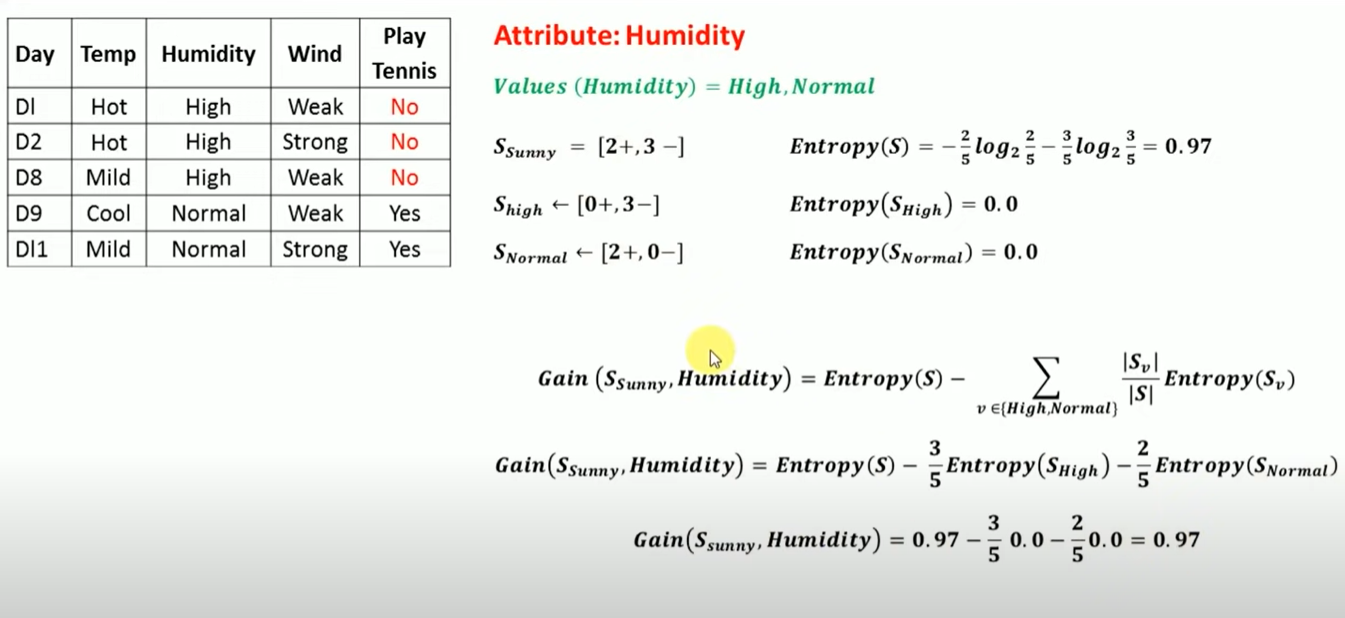 Day Temp Humidity Wind Play Tennis
DI Hot High Weak No
D2 Hot High Strong No
D8 Mild High Weak No
D9 Cool Normal Weak Yes
DI1 Mild Normal Strong Yes
Attribute: Humidity
Values (Humidity) = High, Normal
S_Sunny = [2+, 3 −] Entropy(S) = −2/5 log₂ 2/5 − 3/5 log₂ 3/5 = 0.97
S_high ← [0+, 3−] Entropy(S_High) = 0.0
S_Normal ← [2+, 0−] Entropy(S_Normal) = 0.0
Gain (S_Sunny, Humidity) = Entropy(S) − ∑ v ∈{High,Normal} |S_v|/|S| Entropy(S_v)
Gain(S_Sunny, Humidity) = Entropy(S) − 3/5 Entropy(S_High) − 2/5 Entropy(S_Normal)
Gain(S_sunny, Humidity) = 0.97 − 3/5 0.0 − 2/5 0.0 = 0.97